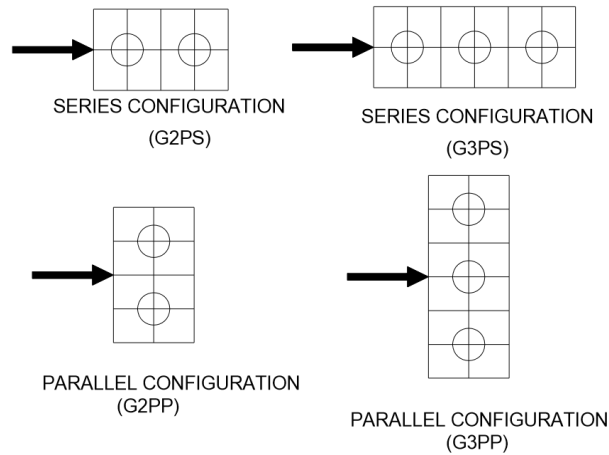 SERIES CONFIGURATION
(G2PS)
SERIES CONFIGURATION
(G3PS)
PARALLEL CONFIGURATION
(G2PP)
PARALLEL CONFIGURATION
(G3PP)